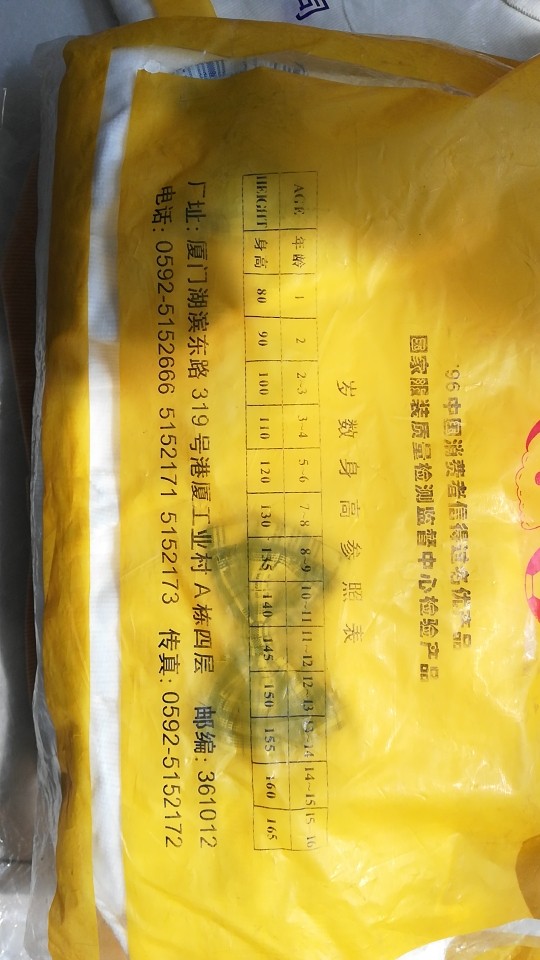 司
'96中国消费者信得过名优产品
国家服装质量检测监督中心检验产品
岁数身高参照表
AGE 年龄 1 2 2~3 3~4 5~6 7~8 8~9 10~11 11~12 12~13 13~14 14~15 15~16
HEIGHT 身高 80 90 100 110 120 130 135 140 145 150 155 160 165
厂址: 厦门湖滨东路 319 号港厦工业村 A 栋四层 邮编: 361012
电话: 0592-5152666 5152171 5152173 传真: 0592-5152172